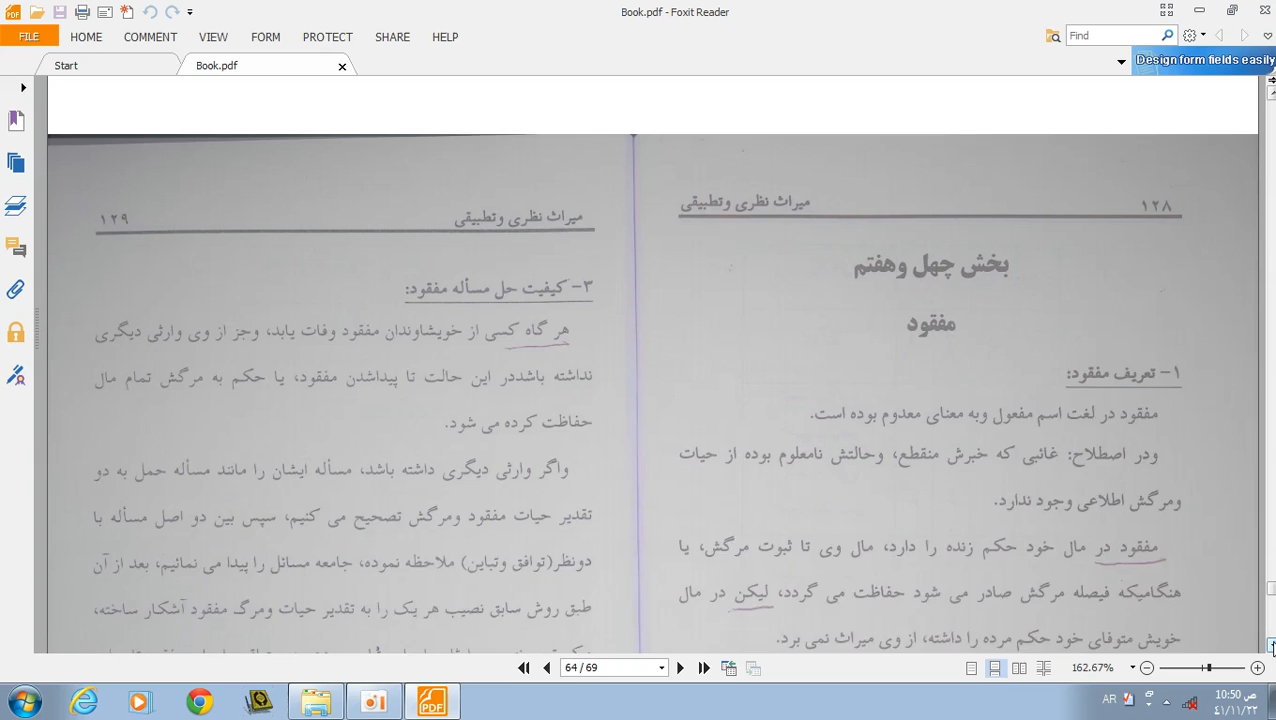 Book.pdf - Foxit Reader
FILE HOME COMMENT VIEW FORM PROTECT SHARE HELP
Find
Design form fields easily
Start
Book.pdf
۱۲۸
میراث نظری وتطبیقی
بخش چهل وهفتم
مفقود
۱- تعریف مفقود:
مفقود در لغت اسم مفعول وبه معنای معدوم بوده است.
ودر اصطلاح: غائبی که خبرش منقطع، وحالتش نامعلوم بوده از حیات
ومرگش اطلاعی وجود ندارد.
مفقود در مال خود حکم زنده را دارد، مال وی تا ثبوت مرگش، یا
هنگامیکه فیصله مرگش صادر می شود حفاظت می گردد، لیکن در مال
خویش متوفای خود حکم مرده را داشته، از وی میراث نمی برد.
میراث نظری وتطبیقی
۱۲۹
۳- کیفیت حل مسأله مفقود:
هر گاه کسی از خویشاوندان مفقود وفات یابد، وجز از وی وارثی دیگری
نداشته باشددر این حالت تا پیداشدن مفقود، یا حکم به مرگش تمام مال
حفاظت کرده می شود.
واگر وارثی دیگری داشته باشد، مسأله ایشان را مانند مسأله حمل به دو
تقدیر حیات مفقود ومرگش تصحیح می کنیم، سپس بین دو اصل مسأله با
دونظر(توافق وتباین) ملاحظه نموده، جامعه مسائل را پیدا می نمائیم، بعد از آن
طبق روش سابق نصیب هر یک را به تقدیر حیات ومرگ مفقود آشکار ساخته،
64 / 69
162.67%
AR
10:50 ص
٤١/١١/٢٢